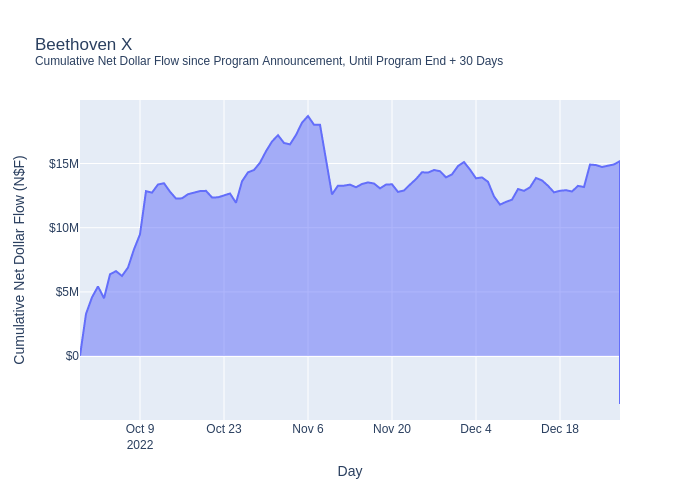 Beethoven X
Cumulative Net Dollar Flow since Program Announcement, Until Program End + 30 Days
Cumulative Net Dollar Flow (N$F)
$15M
$10M
$5M
$0
Oct 9
2022
Oct 23
Nov 6
Nov 20
Dec 4
Dec 18
Day